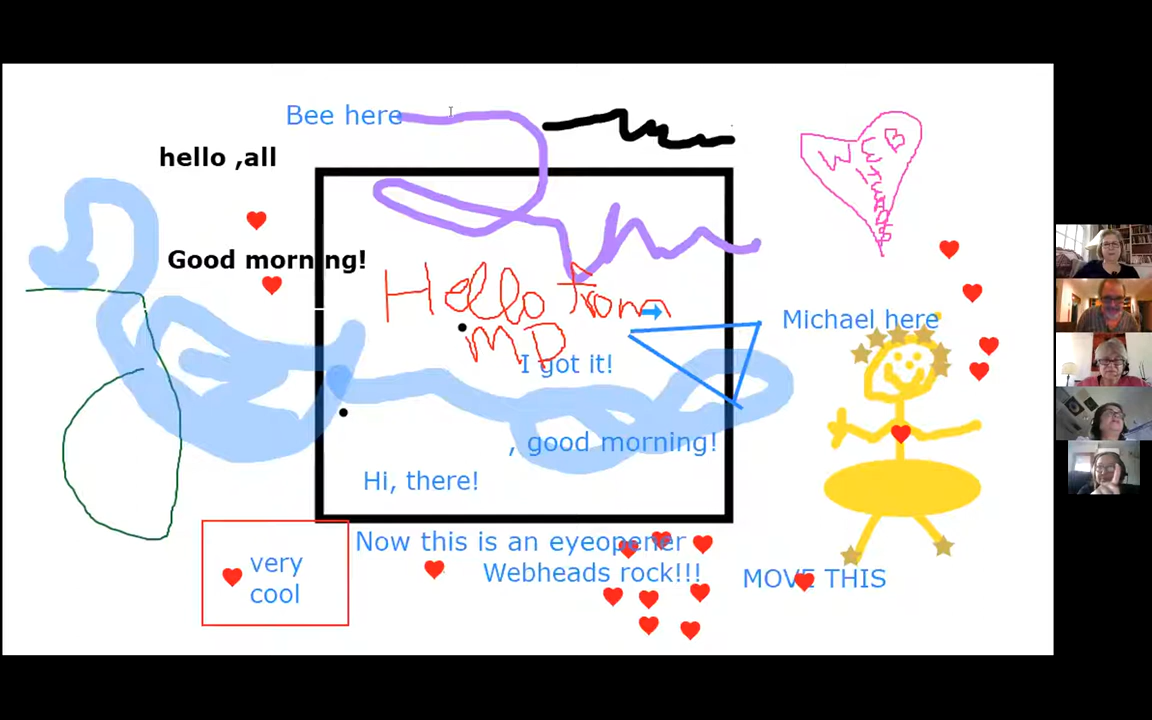 Bee here
hello ,all
Good morning!
Hello from
MD
Michael here
I got it!
, good morning!
Hi, there!
Now this is an eyeopener
very
cool
Webheads rock!!!
MOVE THIS